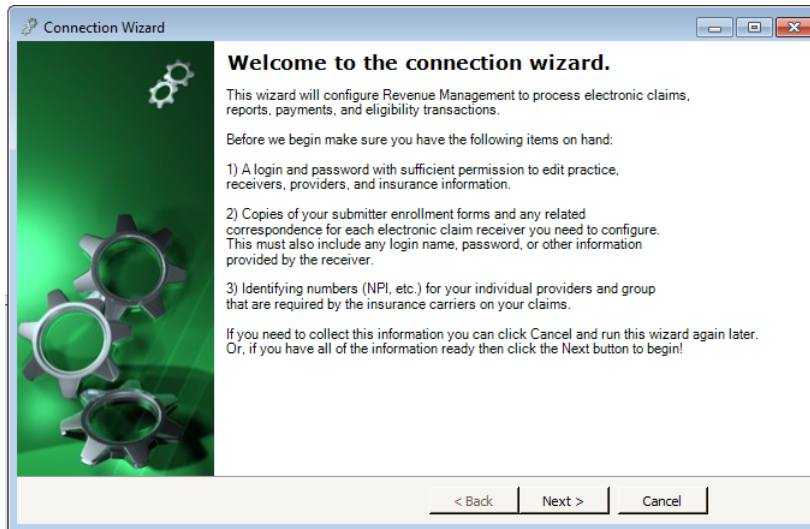 Connection Wizard
Welcome to the connection wizard.
This wizard will configure Revenue Management to process electronic claims,
reports, payments, and eligibility transactions.
Before we begin make sure you have the following items on hand:
1) A login and password with sufficient permission to edit practice,
receivers, providers, and insurance information.
2) Copies of your submitter enrollment forms and any related
correspondence for each electronic claim receiver you need to configure.
This must also include any login name, password, or other information
provided by the receiver.
3) Identifying numbers (NPI, etc.) for your individual providers and group
that are required by the insurance carriers on your claims.
If you need to collect this information you can click Cancel and run this wizard again later.
Or, if you have all of the information ready then click the Next button to begin!
< Back Next > Cancel